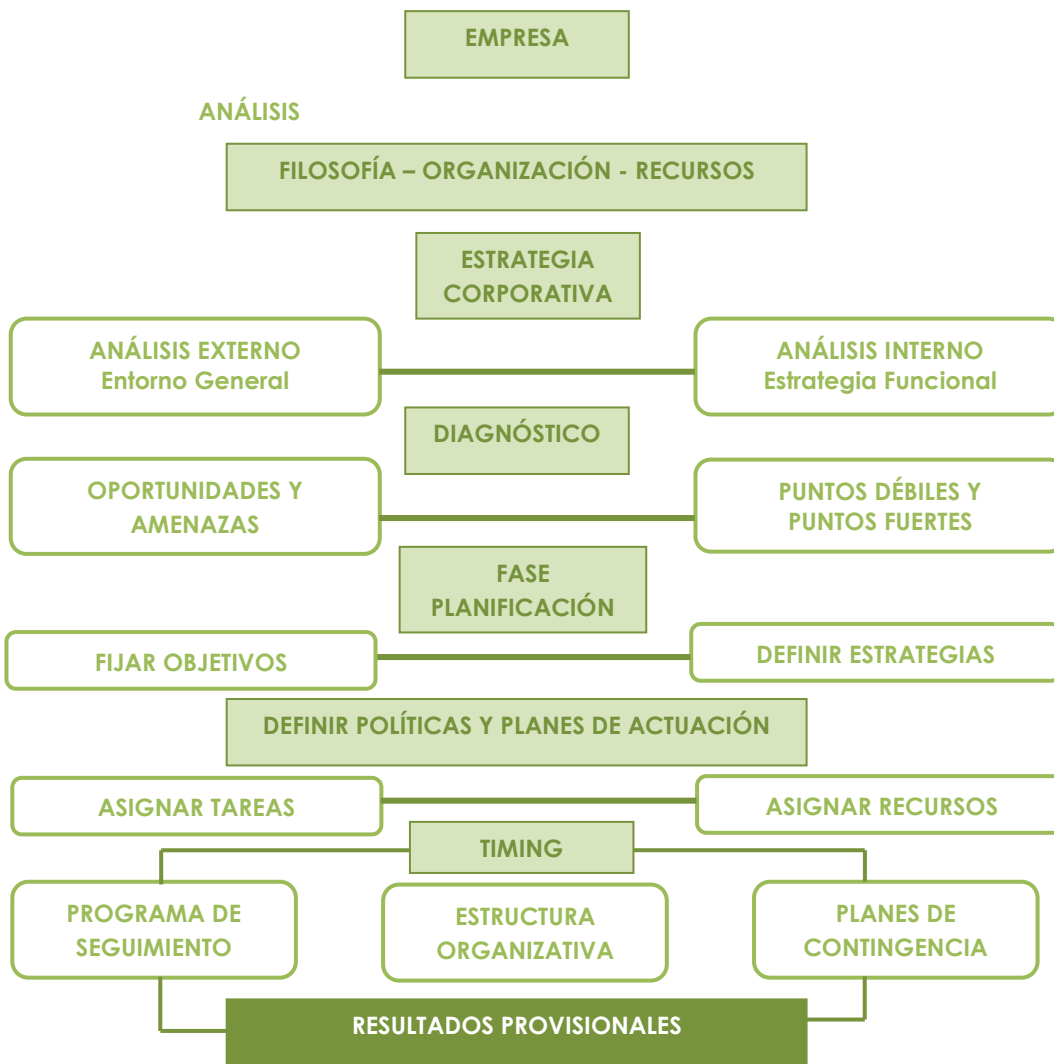 EMPRESA
ANÁLISIS
FILOSOFÍA – ORGANIZACIÓN - RECURSOS
ESTRATEGIA
CORPORATIVA
ANÁLISIS EXTERNO
Entorno General
ANÁLISIS INTERNO
Estrategia Funcional
DIAGNÓSTICO
OPORTUNIDADES Y
AMENAZAS
PUNTOS DÉBILES Y
PUNTOS FUERTES
FASE
PLANIFICACIÓN
FIJAR OBJETIVOS
DEFINIR ESTRATEGIAS
DEFINIR POLÍTICAS Y PLANES DE ACTUACIÓN
ASIGNAR TAREAS
ASIGNAR RECURSOS
TIMING
PROGRAMA DE
SEGUIMIENTO
ESTRUCTURA
ORGANIZATIVA
PLANES DE
CONTINGENCIA
RESULTADOS PROVISIONALES